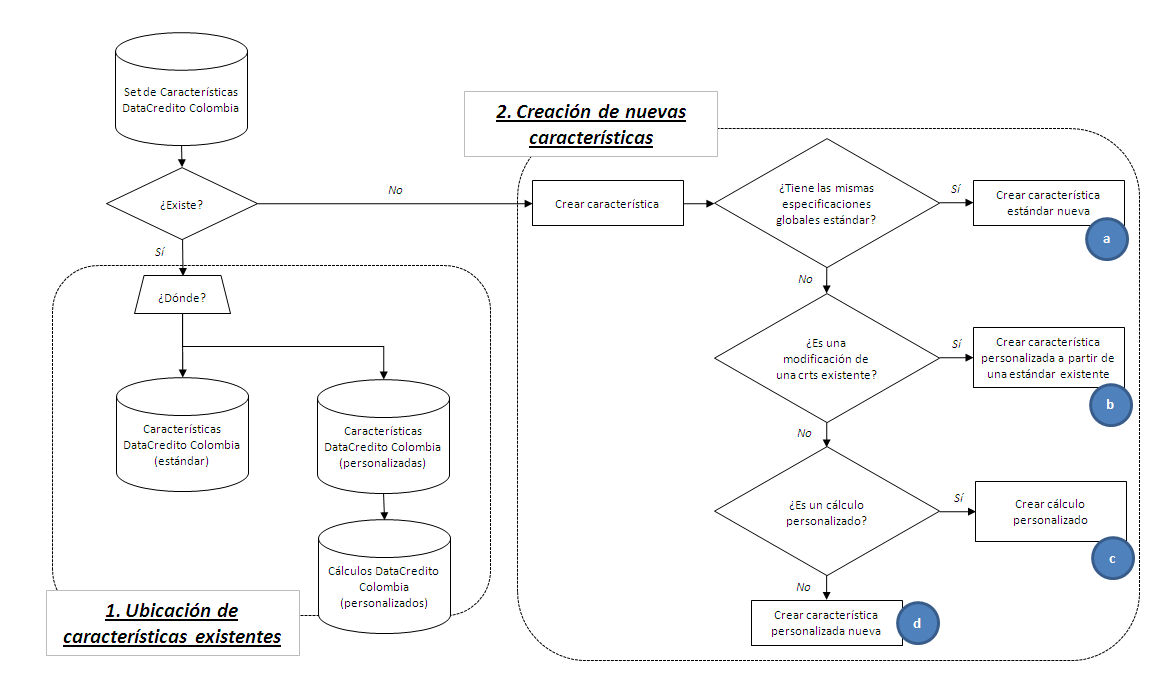 Set de Características
DataCredito Colombia
¿Existe?
No
Sí
¿Dónde?
Características
DataCredito Colombia
(estándar)
Características
DataCredito Colombia
(personalizadas)
Cálculos DataCredito
Colombia
(personalizados)
1. Ubicación de
características existentes
2. Creación de nuevas
características
Crear característica
¿Tiene las mismas
especificaciones
globales estándar?
Sí
Crear característica
estándar nueva
a
No
¿Es una
modificación de
una crts existente?
Sí
Crear característica
personalizada a partir de
una estándar existente
b
No
¿Es un cálculo
personalizado?
Sí
Crear cálculo
personalizado
c
No
Crear característica
personalizada nueva
d